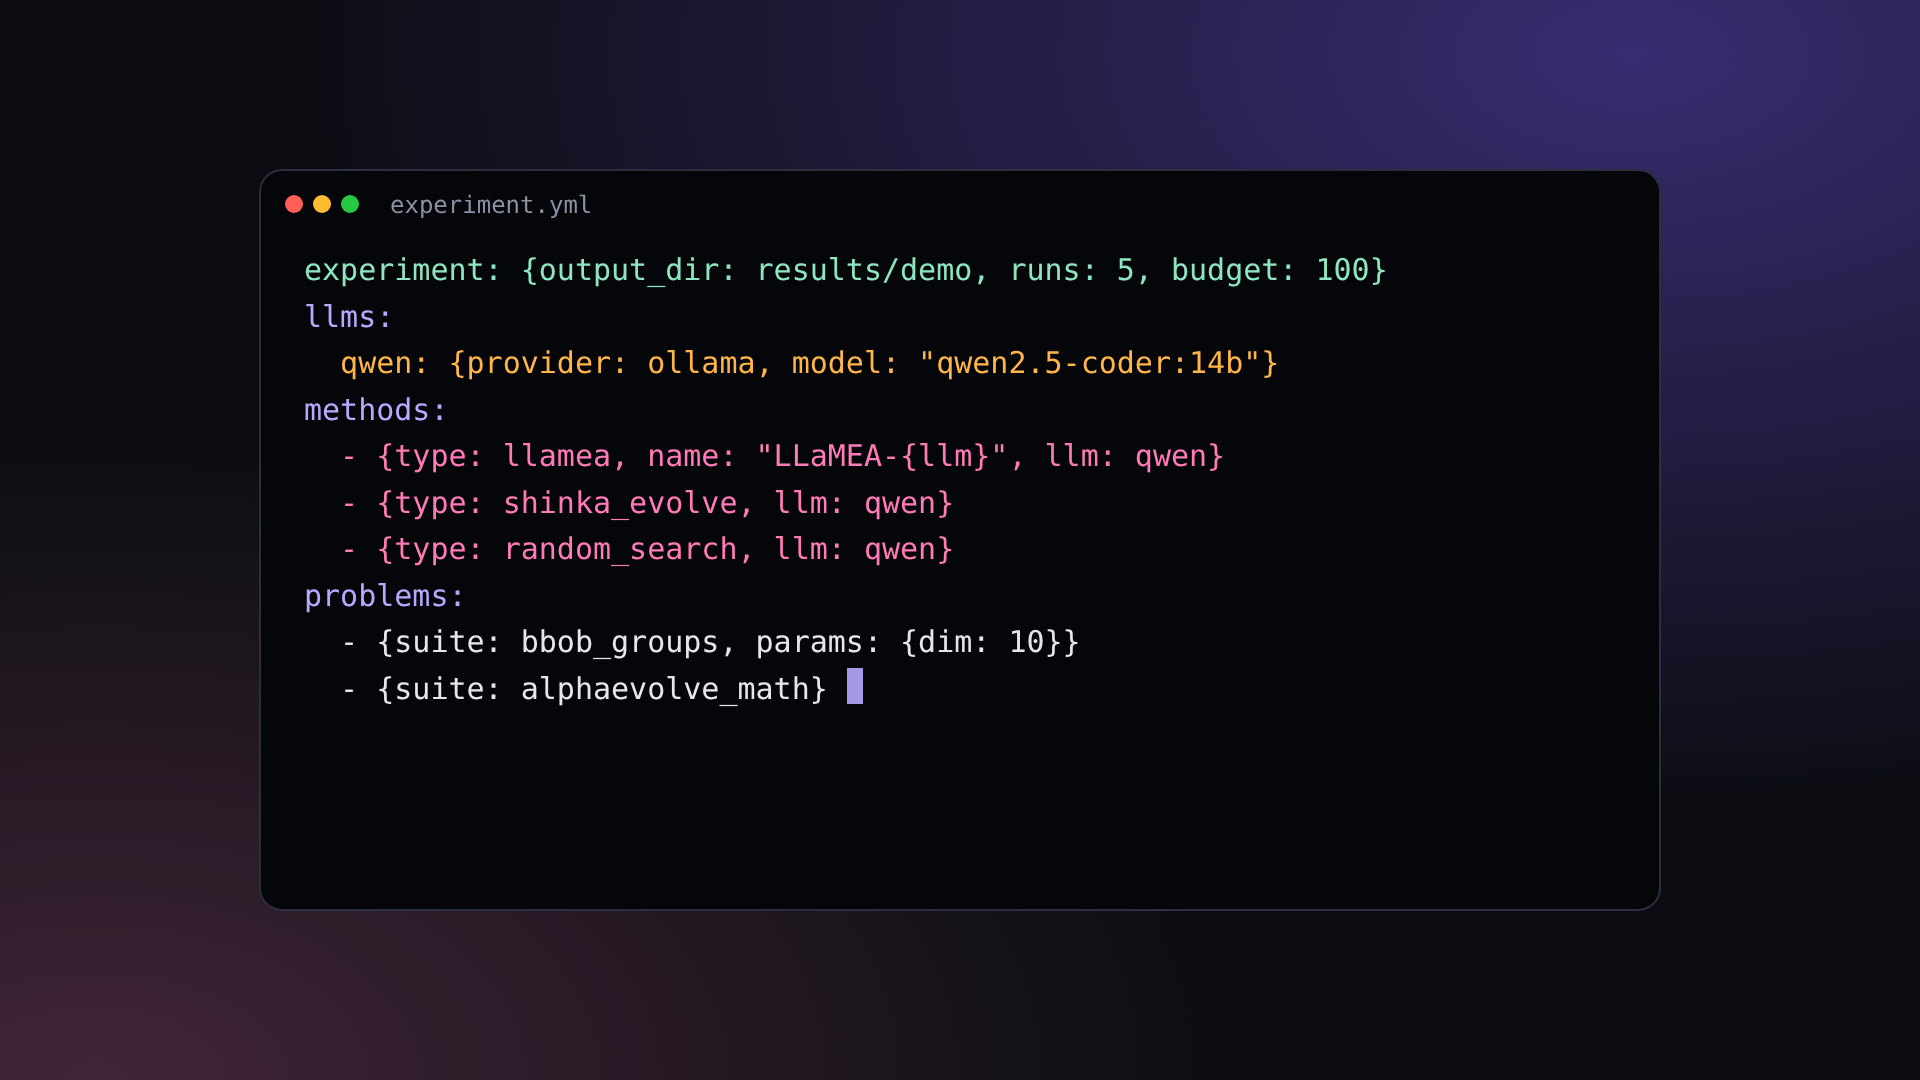 experiment.yml
experiment: {output_dir: results/demo, runs: 5, budget: 100}
llms:
  qwen: {provider: ollama, model: "qwen2.5-coder:14b"}
methods:
  - {type: llamea, name: "LLaMEA-{llm}", llm: qwen}
  - {type: shinka_evolve, llm: qwen}
  - {type: random_search, llm: qwen}
problems:
  - {suite: bbob_groups, params: {dim: 10}}
  - {suite: alphaevolve_math}